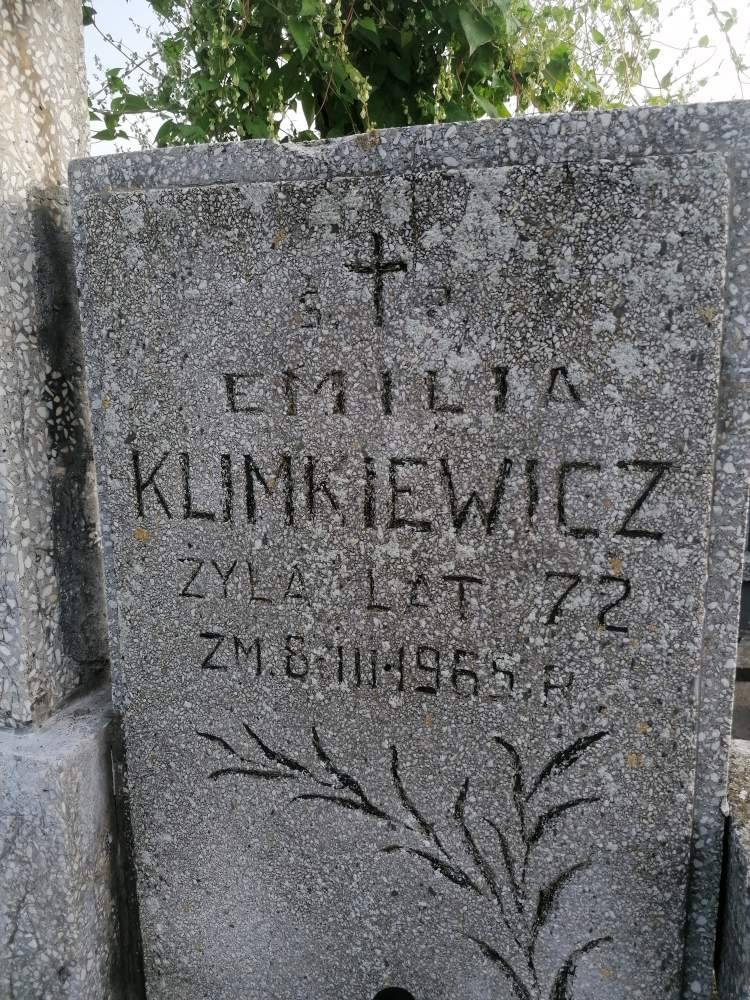 Ś. P.
EMILIA
KLIMKIEWICZ
ŻYŁA LAT 72
ZM. 8.III.1965.R